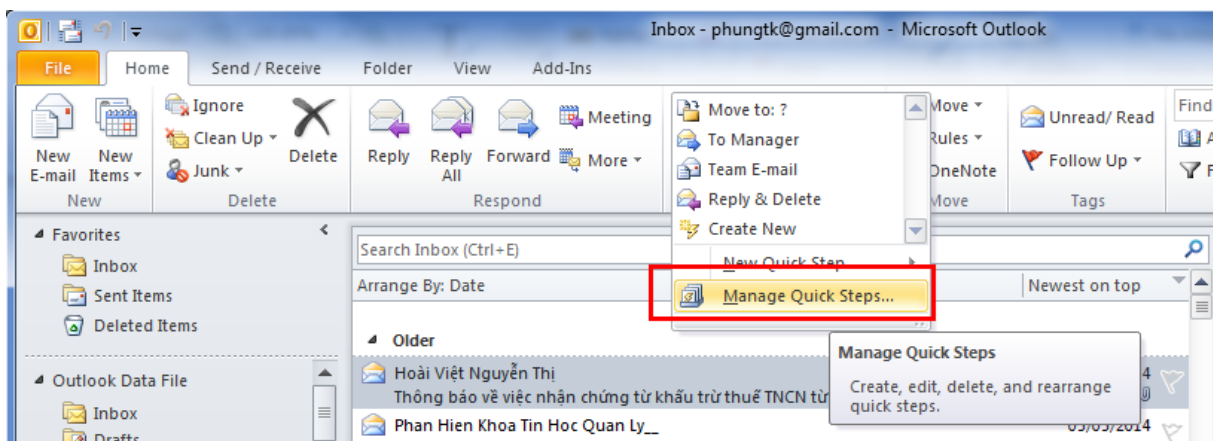 Inbox - phungtk@gmail.com - Microsoft Outlook
File Home Send / Receive Folder View Add-Ins
New E-mail
New Items
New
Ignore
Clean Up
Junk
Delete
Delete
Reply
Reply All
Forward
Meeting
More
Respond
Move to: ?
To Manager
Team E-mail
Reply & Delete
Create New
New Quick Step
Manage Quick Steps...
Move
Rules
OneNote
Move
Unread/ Read
Follow Up
Tags
Find
Favorites
Inbox
Sent Items
Deleted Items
Outlook Data File
Inbox
Drafts
Search Inbox (Ctrl+E)
Arrange By: Date
Newest on top
Older
Hoài Việt Nguyễn Thị
4
Thông báo về việc nhận chứng từ khấu trừ thuế TNCN từ
Phan Hien Khoa Tin Hoc Quan Ly__
05/05/2014
Manage Quick Steps
Create, edit, delete, and rearrange
quick steps.